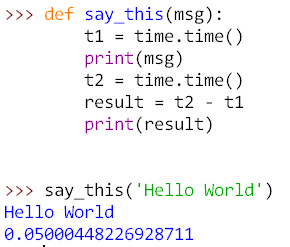 >>> def say_this(msg):
        t1 = time.time()
        print(msg)
        t2 = time.time()
        result = t2 - t1
        print(result)
>>> say_this('Hello World')
Hello World
0.05000448226928711